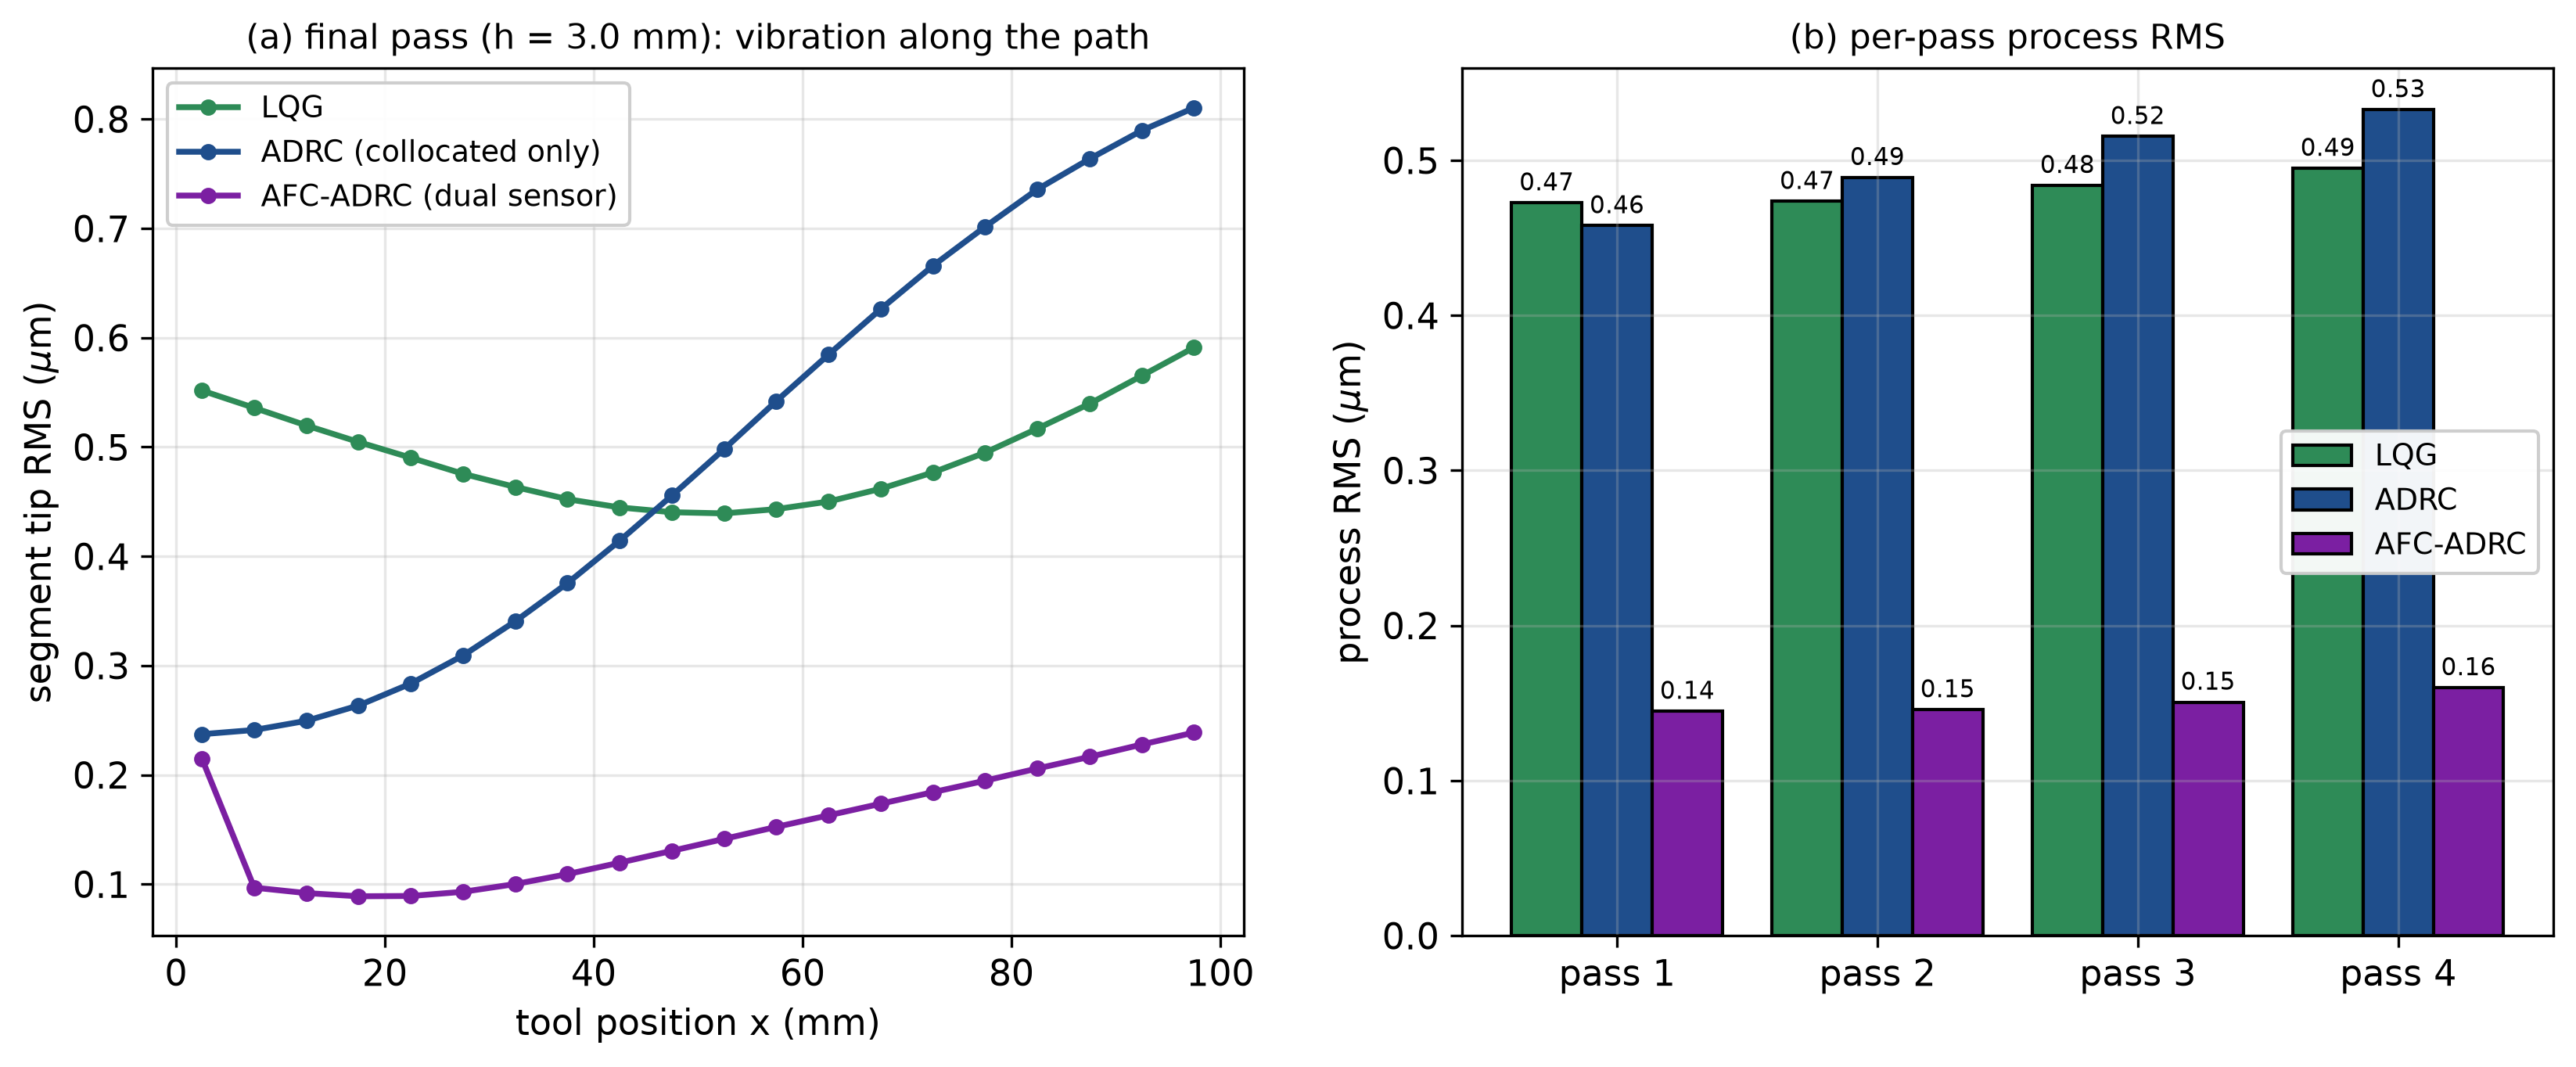 (a) final pass (h = 3.0 mm): vibration along the path
LQG
ADRC (collocated only)
AFC-ADRC (dual sensor)
segment tip RMS (μm)
0.8
0.7
0.6
0.5
0.4
0.3
0.2
0.1
0 20 40 60 80 100
tool position x (mm)
(b) per-pass process RMS
process RMS (μm)
0.5
0.4
0.3
0.2
0.1
0.0
0.47 0.46 0.14
0.47 0.49 0.15
0.48 0.52 0.15
0.49 0.53 0.16
LQG
ADRC
AFC-ADRC
pass 1 pass 2 pass 3 pass 4